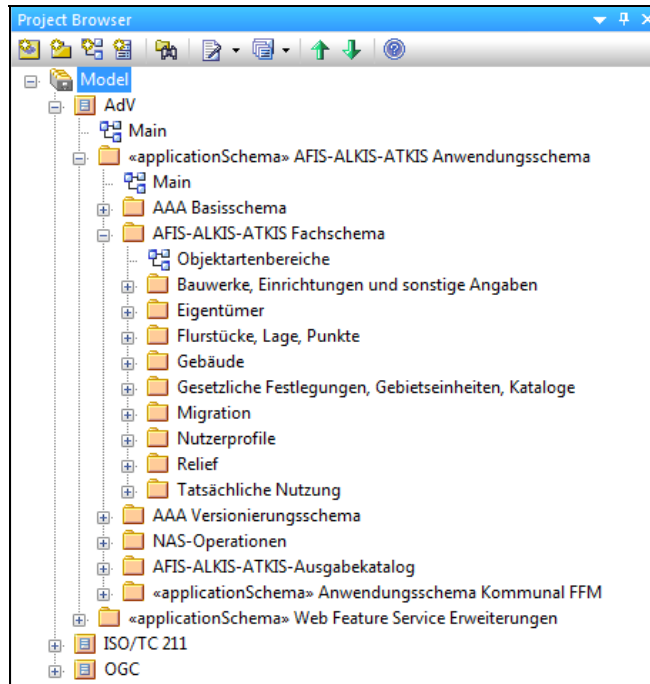 Project Browser
Model
AdV
Main
«applicationSchema» AFIS-ALKIS-ATKIS Anwendungsschema
Main
AAA Basisschema
AFIS-ALKIS-ATKIS Fachschema
Objektartenbereiche
Bauwerke, Einrichtungen und sonstige Angaben
Eigentümer
Flurstücke, Lage, Punkte
Gebäude
Gesetzliche Festlegungen, Gebietseinheiten, Kataloge
Migration
Nutzerprofile
Relief
Tatsächliche Nutzung
AAA Versionierungsschema
NAS-Operationen
AFIS-ALKIS-ATKIS-Ausgabekatalog
«applicationSchema» Anwendungsschema Kommunal FFM
«applicationSchema» Web Feature Service Erweiterungen
ISO/TC 211
OGC